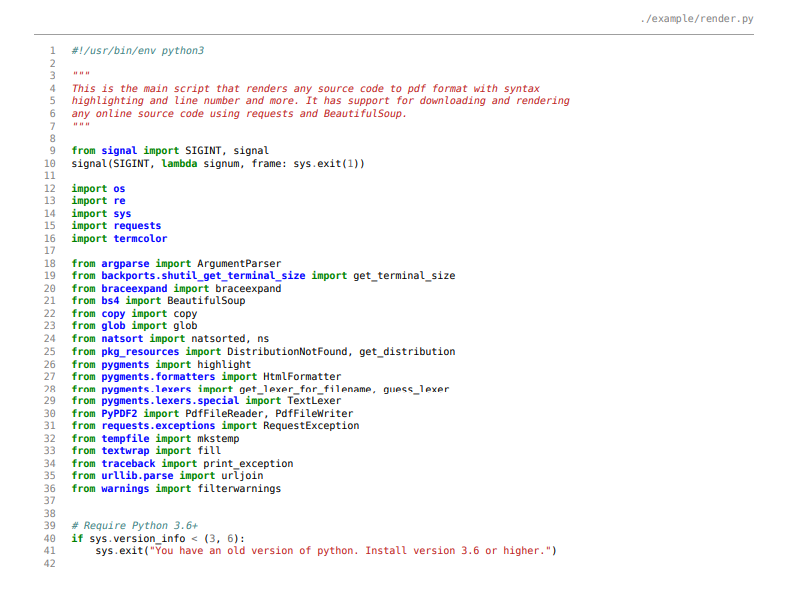 ./example/render.py
1 #!/usr/bin/env python3
2
3 """
4 This is the main script that renders any source code to pdf format with syntax
5 highlighting and line number and more. It has support for downloading and rendering
6 any online source code using requests and BeautifulSoup.
7 """
8
9 from signal import SIGINT, signal
10 signal(SIGINT, lambda signum, frame: sys.exit(1))
11
12 import os
13 import re
14 import sys
15 import requests
16 import termcolor
17
18 from argparse import ArgumentParser
19 from backports.shutil_get_terminal_size import get_terminal_size
20 from braceexpand import braceexpand
21 from bs4 import BeautifulSoup
22 from copy import copy
23 from glob import glob
24 from natsort import natsorted, ns
25 from pkg_resources import DistributionNotFound, get_distribution
26 from pygments import highlight
27 from pygments.formatters import HtmlFormatter
28 from pygments.lexers import get_lexer_for_filename, guess_lexer
29 from pygments.lexers.special import TextLexer
30 from PyPDF2 import PdfFileReader, PdfFileWriter
31 from requests.exceptions import RequestException
32 from tempfile import mkstemp
33 from textwrap import fill
34 from traceback import print_exception
35 from urllib.parse import urljoin
36 from warnings import filterwarnings
37
38
39 # Require Python 3.6+
40 if sys.version_info < (3, 6):
41     sys.exit("You have an old version of python. Install version 3.6 or higher.")
42